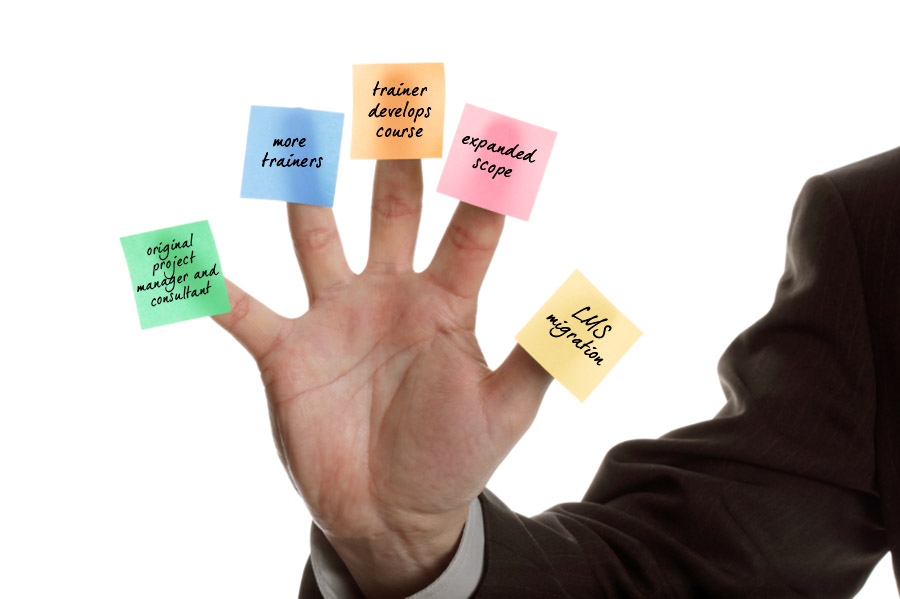 original
project
manager and
consultant
more
trainers
trainer
develops
course
expanded
scope
LMS
migration